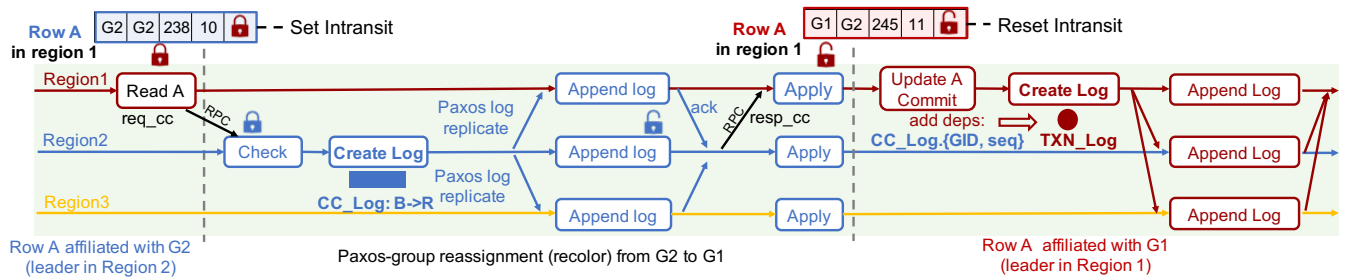 Row A
in region 1
G2 G2 238 10
Set Intransit
Row A
in region 1
G1 G2 245 11
Reset Intransit
Region1
Read A
req_cc
RPC
Paxos log
replicate
Append log
ack
RPC
resp_cc
Apply
Update A
Commit
add deps:
Create Log
TXN_Log
Append Log
Region2
Check
Create Log
CC_Log: B->R
Paxos log
replicate
Append log
Apply
CC_Log.{GID, seq}
Append Log
Region3
Append log
Apply
Append Log
Row A affiliated with G2
(leader in Region 2)
Paxos-group reassignment (recolor) from G2 to G1
Row A affiliated with G1
(leader in Region 1)